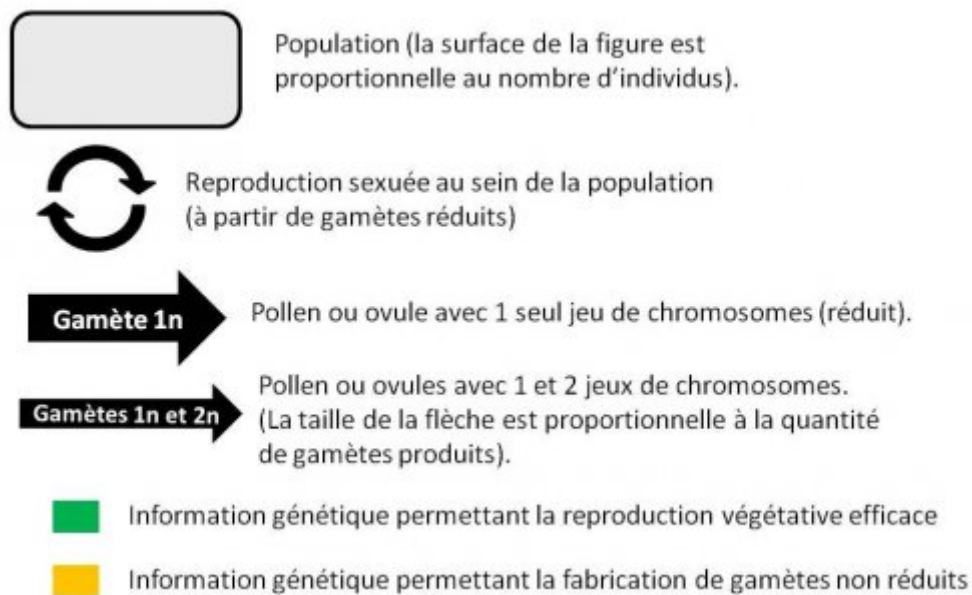 Population (la surface de la figure est
proportionnelle au nombre d'individus).
Reproduction sexuée au sein de la population
(à partir de gamètes réduits)
Gamète 1n
Pollen ou ovule avec 1 seul jeu de chromosomes (réduit).
Gamètes 1n et 2n
Pollen ou ovules avec 1 et 2 jeux de chromosomes.
(La taille de la flèche est proportionnelle à la quantité
de gamètes produits).
Information génétique permettant la reproduction végétative efficace
Information génétique permettant la fabrication de gamètes non réduits